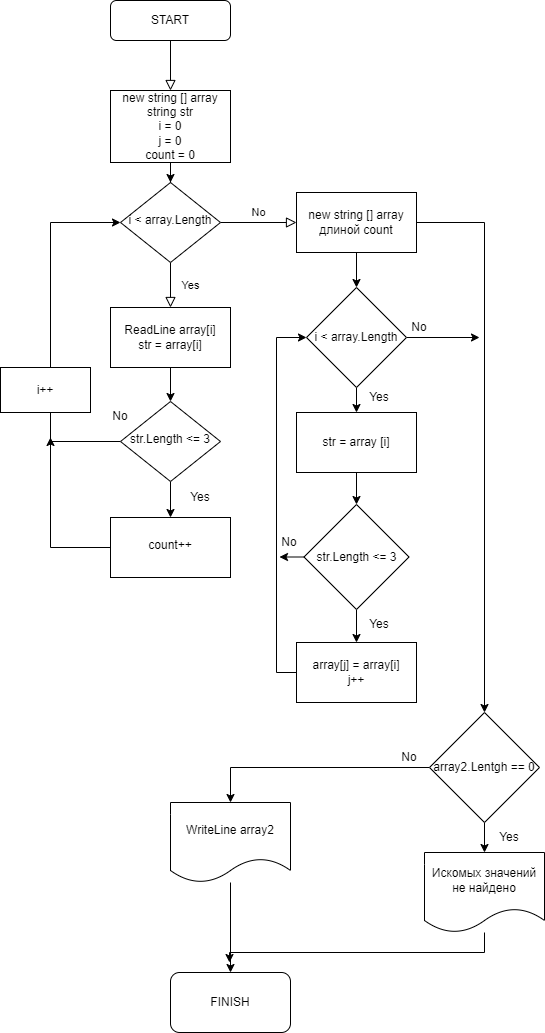 START
new string [] array
string str
i = 0
j = 0
count = 0
i < array.Length
No
Yes
new string [] array
длиной count
ReadLine array[i]
str = array[i]
i < array.Length
No
Yes
i++
No
str.Length <= 3
Yes
str = array [i]
count++
No
str.Length <= 3
Yes
array[j] = array[i]
j++
No
array2.Lentgh == 0
Yes
WriteLine array2
Искомых значений
не найдено
FINISH